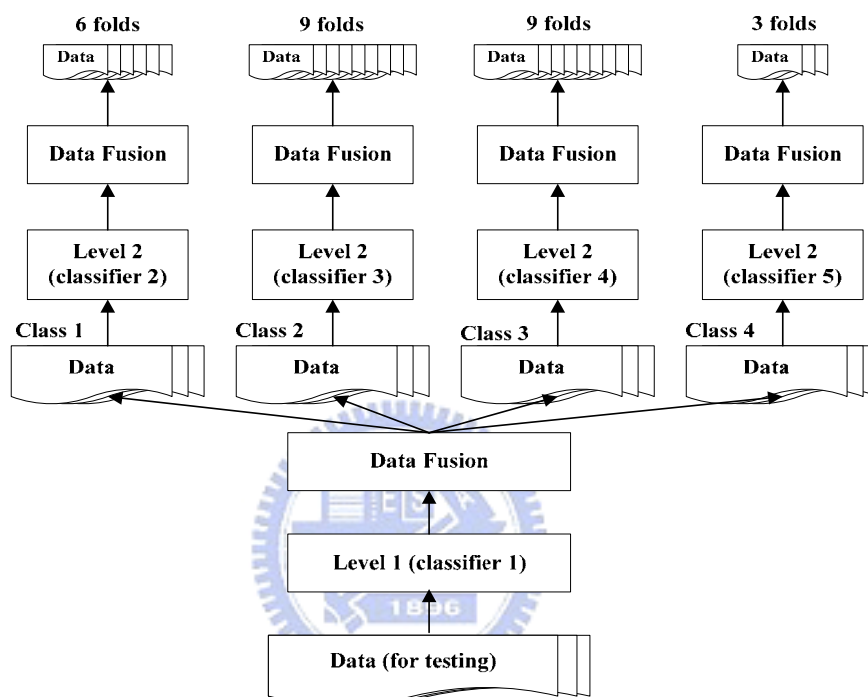 6 folds
9 folds
9 folds
3 folds
Data
Data
Data
Data
Data Fusion
Data Fusion
Data Fusion
Data Fusion
Level 2
(classifier 2)
Level 2
(classifier 3)
Level 2
(classifier 4)
Level 2
(classifier 5)
Class 1
Class 2
Class 3
Class 4
Data
Data
Data
Data
Data Fusion
E S A
Level 1 (classifier 1)
1896
Data (for testing)